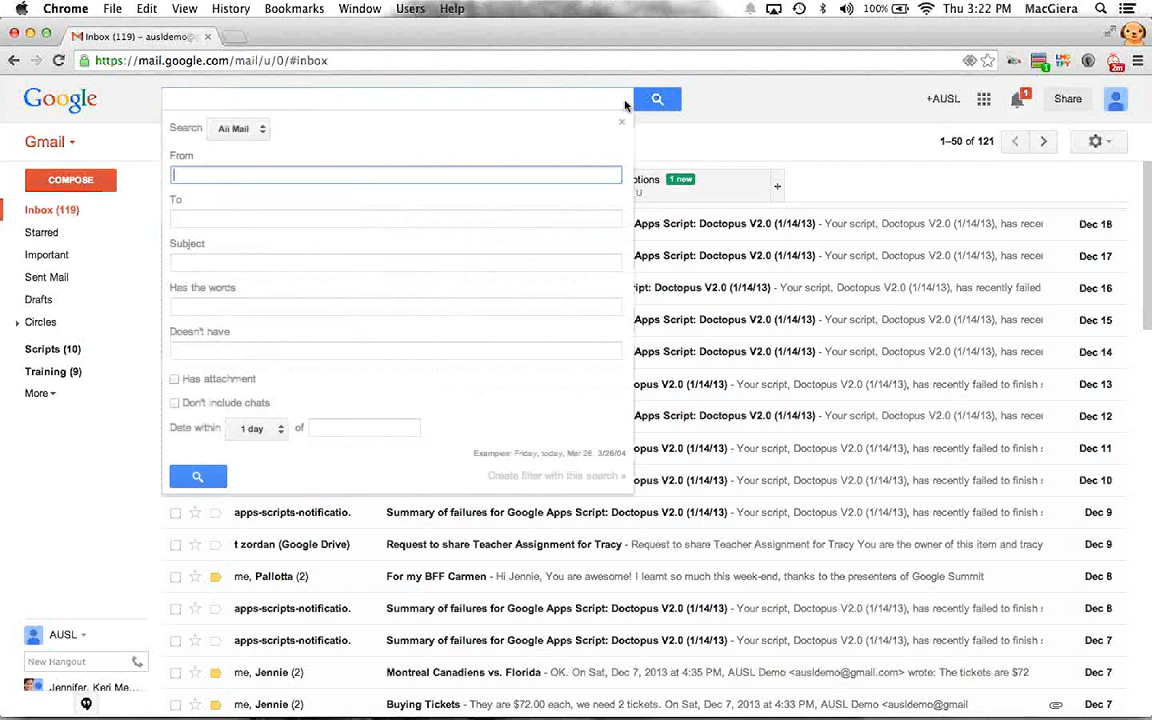 Chrome File Edit View History Bookmarks Window Users Help 100% Thu 3:22 PM MacGiera
Inbox (119) – ausldemo@ ×
https://mail.google.com/mail/u/0/#inbox
2m
Google
+AUSL 1 Share
Search All Mail
×
Gmail
1–50 of 121
From
COMPOSE
ptions 1 new
U
+
To
Inbox (119)
Apps Script: Doctopus V2.0 (1/14/13) - Your script, Doctopus V2.0 (1/14/13), has recei Dec 18
Starred
Subject
Important
Apps Script: Doctopus V2.0 (1/14/13) - Your script, Doctopus V2.0 (1/14/13), has recei Dec 17
Sent Mail
Has the words
ript: Doctopus V2.0 (1/14/13) - Your script, Doctopus V2.0 (1/14/13), has recently failed Dec 16
Drafts
Circles
Apps Script: Doctopus V2.0 (1/14/13) - Your script, Doctopus V2.0 (1/14/13), has recei Dec 15
Doesn't have
Scripts (10)
Apps Script: Doctopus V2.0 (1/14/13) - Your script, Doctopus V2.0 (1/14/13), has recei Dec 14
Training (9)
Has attachment
opus V2.0 (1/14/13) - Your script, Doctopus V2.0 (1/14/13), has recently failed to finish Dec 13
More
Don't include chats
Apps Script: Doctopus V2.0 (1/14/13) - Your script, Doctopus V2.0 (1/14/13), has recei Dec 12
Date within 1 day of
opus V2.0 (1/14/13) - Your script, Doctopus V2.0 (1/14/13), has recently failed to finish Dec 11
Examples: Friday, today, Mar 26, 3/26/04
Create filter with this search »
opus V2.0 (1/14/13) - Your script, Doctopus V2.0 (1/14/13), has recently failed to finish Dec 10
apps-scripts-notificatio. Summary of failures for Google Apps Script: Doctopus V2.0 (1/14/13) - Your script, Doctopus V2.0 (1/14/13), has recently failed to finish Dec 9
t zordan (Google Drive) Request to share Teacher Assignment for Tracy - Request to share Teacher Assignment for Tracy You are the owner of this item and tracy Dec 9
me, Pallotta (2) For my BFF Carmen - Hi Jennie, You are awesome! I learnt so much this week-end, thanks to the presenters of Google Summit Dec 8
apps-scripts-notificatio. Summary of failures for Google Apps Script: Doctopus V2.0 (1/14/13) - Your script, Doctopus V2.0 (1/14/13), has recently failed to finish Dec 8
apps-scripts-notificatio. Summary of failures for Google Apps Script: Doctopus V2.0 (1/14/13) - Your script, Doctopus V2.0 (1/14/13), has recently failed to finish Dec 7
AUSL
New Hangout
me, Jennie (2) Montreal Canadiens vs. Florida - OK. On Sat, Dec 7, 2013 at 4:35 PM, AUSL Demo <ausldemo@gmail.com> wrote: The tickets are $72 Dec 7
Jennifer, Keri Me...
me, Jennie (2) Buying Tickets - They are $72.00 each, we need 2 tickets. On Sat, Dec 7, 2013 at 4:33 PM, AUSL Demo <ausldemo@gmail Dec 7